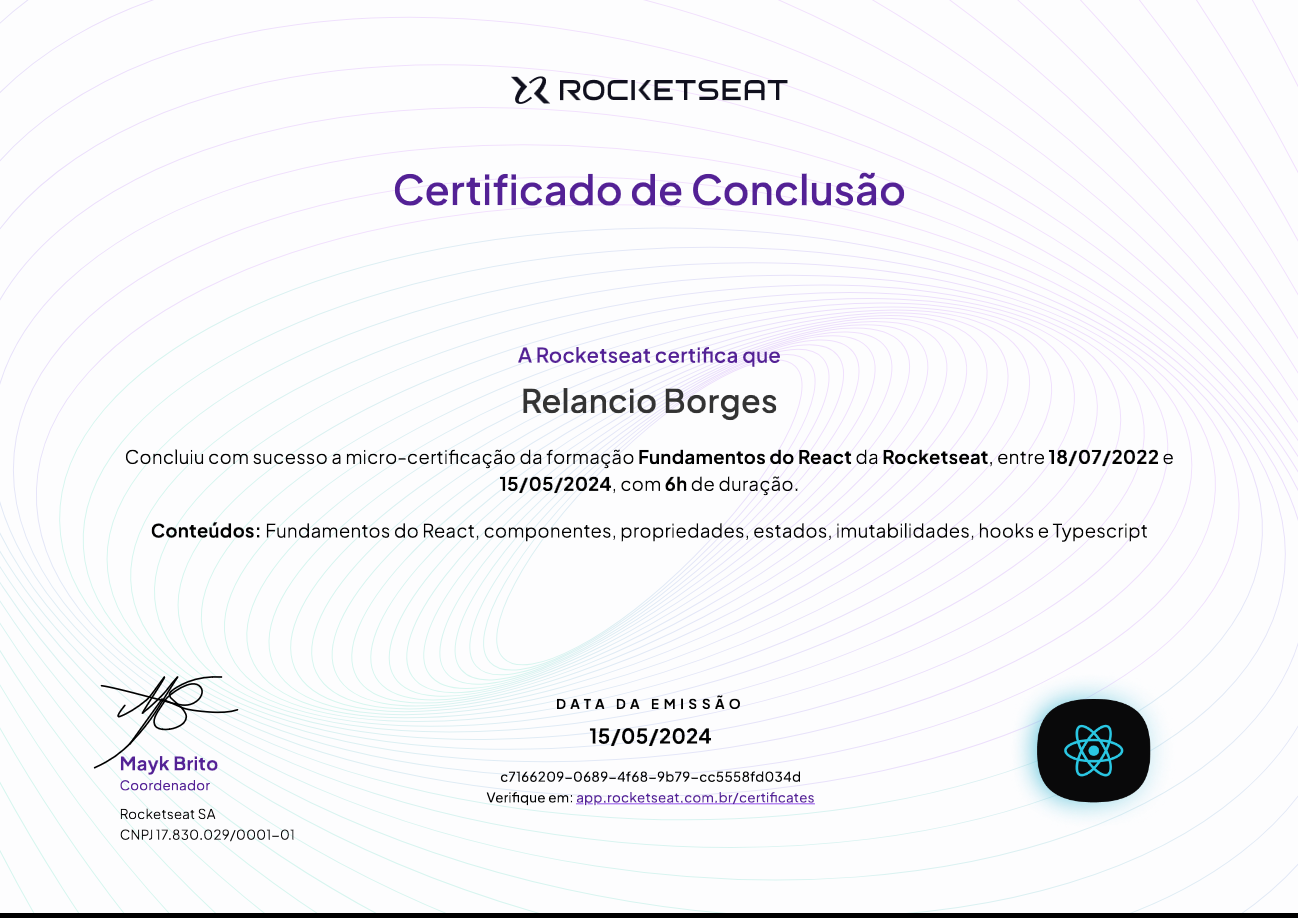 ROCKETSEAT
Certificado de Conclusão
A Rocketseat certifica que
Relancio Borges
Concluiu com sucesso a micro-certificação da formação Fundamentos do React da Rocketseat, entre 18/07/2022 e
15/05/2024, com 6h de duração.
Conteúdos: Fundamentos do React, componentes, propriedades, estados, imutabilidades, hooks e Typescript
Mayk Brito
Coordenador
Rocketseat SA
CNPJ 17.830.029/0001-01
DATA DA EMISSÃO
15/05/2024
c7166209-0689-4f68-9b79-cc5558fd034d
Verifique em: app.rocketseat.com.br/certificates